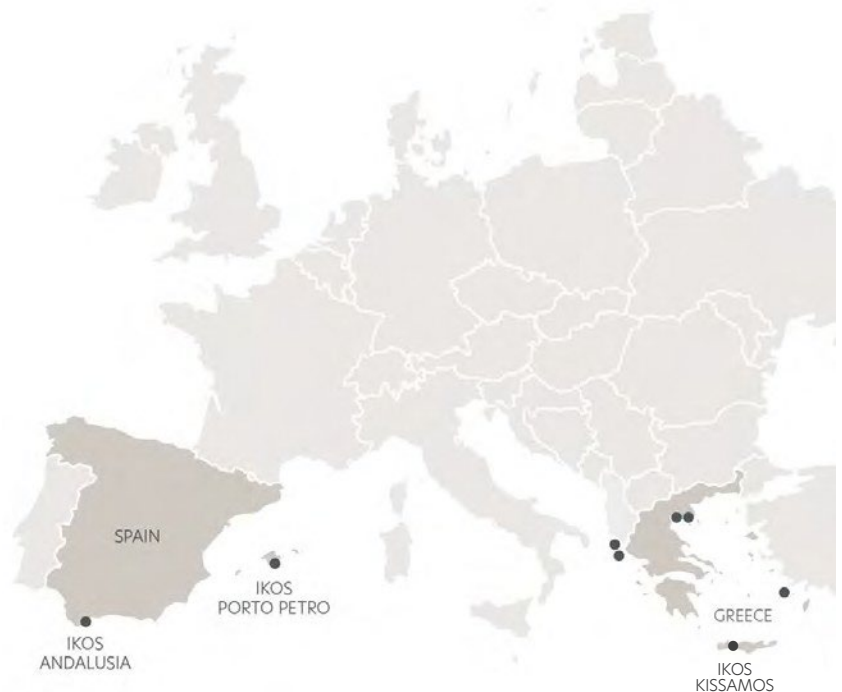 SPAIN
IKOS
PORTO PETRO
IKOS
ANDALUSIA
GREECE
IKOS
KISSAMOS